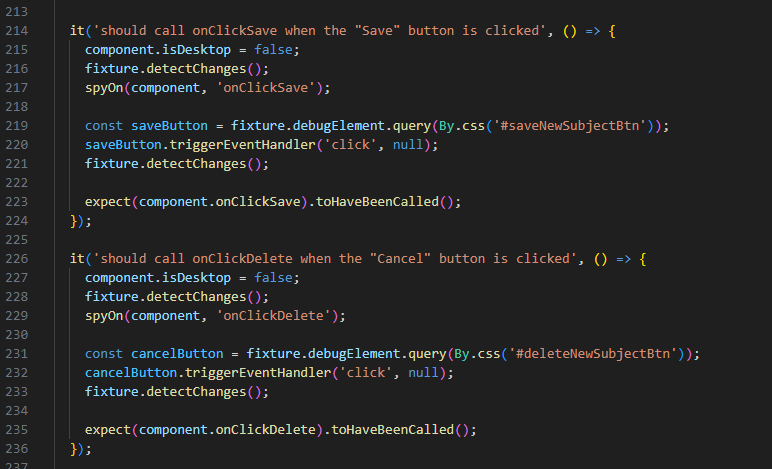 213
214 it('should call onClickSave when the "Save" button is clicked', () => {
215 component.isDesktop = false;
216 fixture.detectChanges();
217 spyOn(component, 'onClickSave');
218
219 const saveButton = fixture.debugElement.query(By.css('#saveNewSubjectBtn'));
220 saveButton.triggerEventHandler('click', null);
221 fixture.detectChanges();
222
223 expect(component.onClickSave).toHaveBeenCalled();
224 });
225
226 it('should call onClickDelete when the "Cancel" button is clicked', () => {
227 component.isDesktop = false;
228 fixture.detectChanges();
229 spyOn(component, 'onClickDelete');
230
231 const cancelButton = fixture.debugElement.query(By.css('#deleteNewSubjectBtn'));
232 cancelButton.triggerEventHandler('click', null);
233 fixture.detectChanges();
234
235 expect(component.onClickDelete).toHaveBeenCalled();
236 });
237